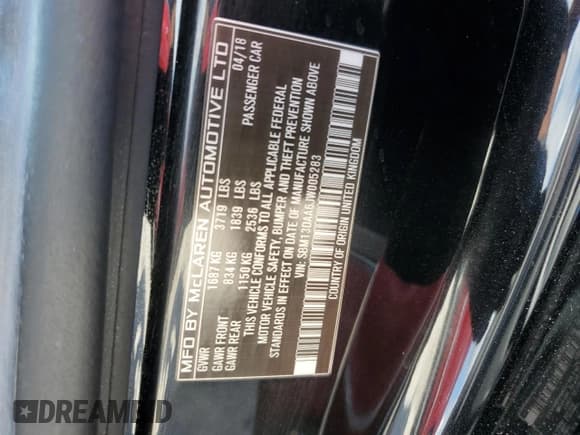 MFD BY McLAREN AUTOMOTIVE LTD
GVWR 1687 KG 3719 LBS 04/18
GAWR FRONT 834 KG 1839 LBS PASSENGER CAR
GAWR REAR 1150 KG 2536 LBS
THIS VEHICLE CONFORMS TO ALL APPLICABLE FEDERAL
MOTOR VEHICLE SAFETY, BUMPER AND THEFT PREVENTION
STANDARDS IN EFFECT ON DATE OF MANUFACTURE SHOWN ABOVE
VIN: SBM13DAA6JW005283
COUNTRY OF ORIGIN UNITED KINGDOM
DREAMBID